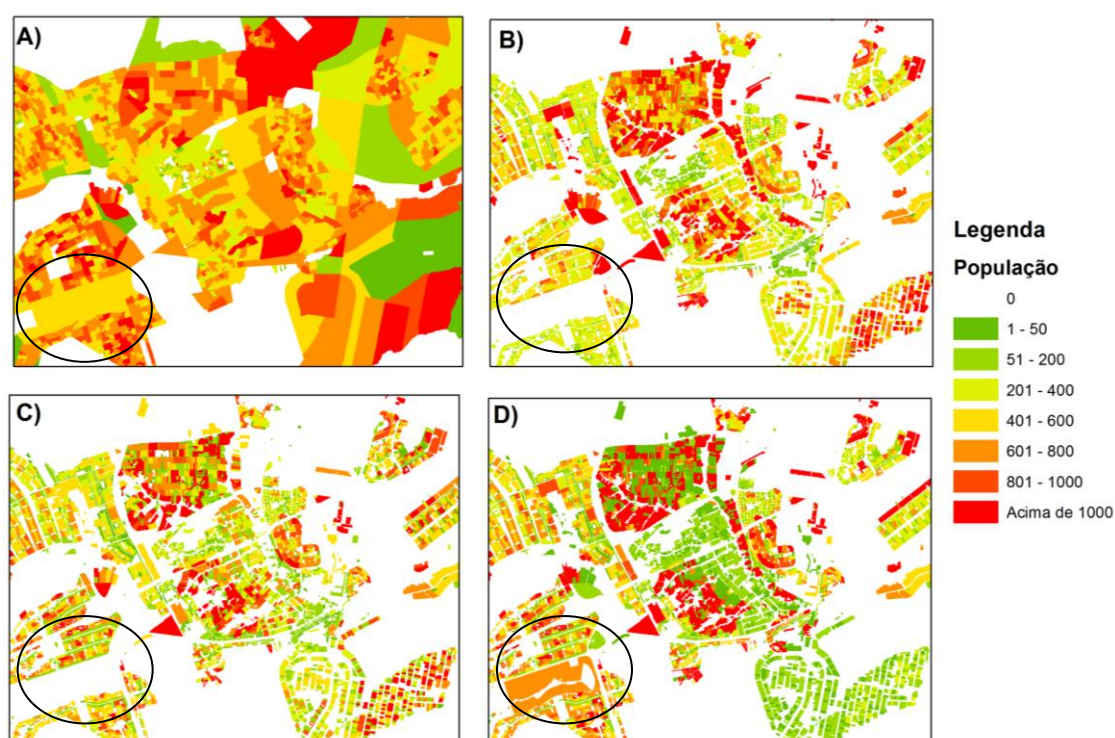 A)
B)
C)
D)
Legenda
População
0
1 - 50
51 - 200
201 - 400
401 - 600
601 - 800
801 - 1000
Acima de 1000